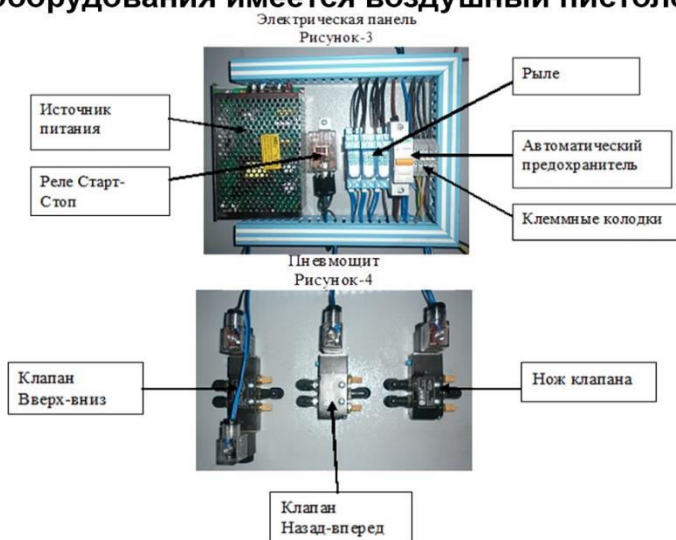 оборудования имеется воздушный пистоле
Электрическая панель
Рисунок-3
Источник
питания
Реле Старт-
Стоп
Рыле
Автоматический
предохранитель
Клеммные колодки
Пневмощит
Рисунок-4
Клапан
Вверх-вниз
Нож клапана
Клапан
Назад-вперед